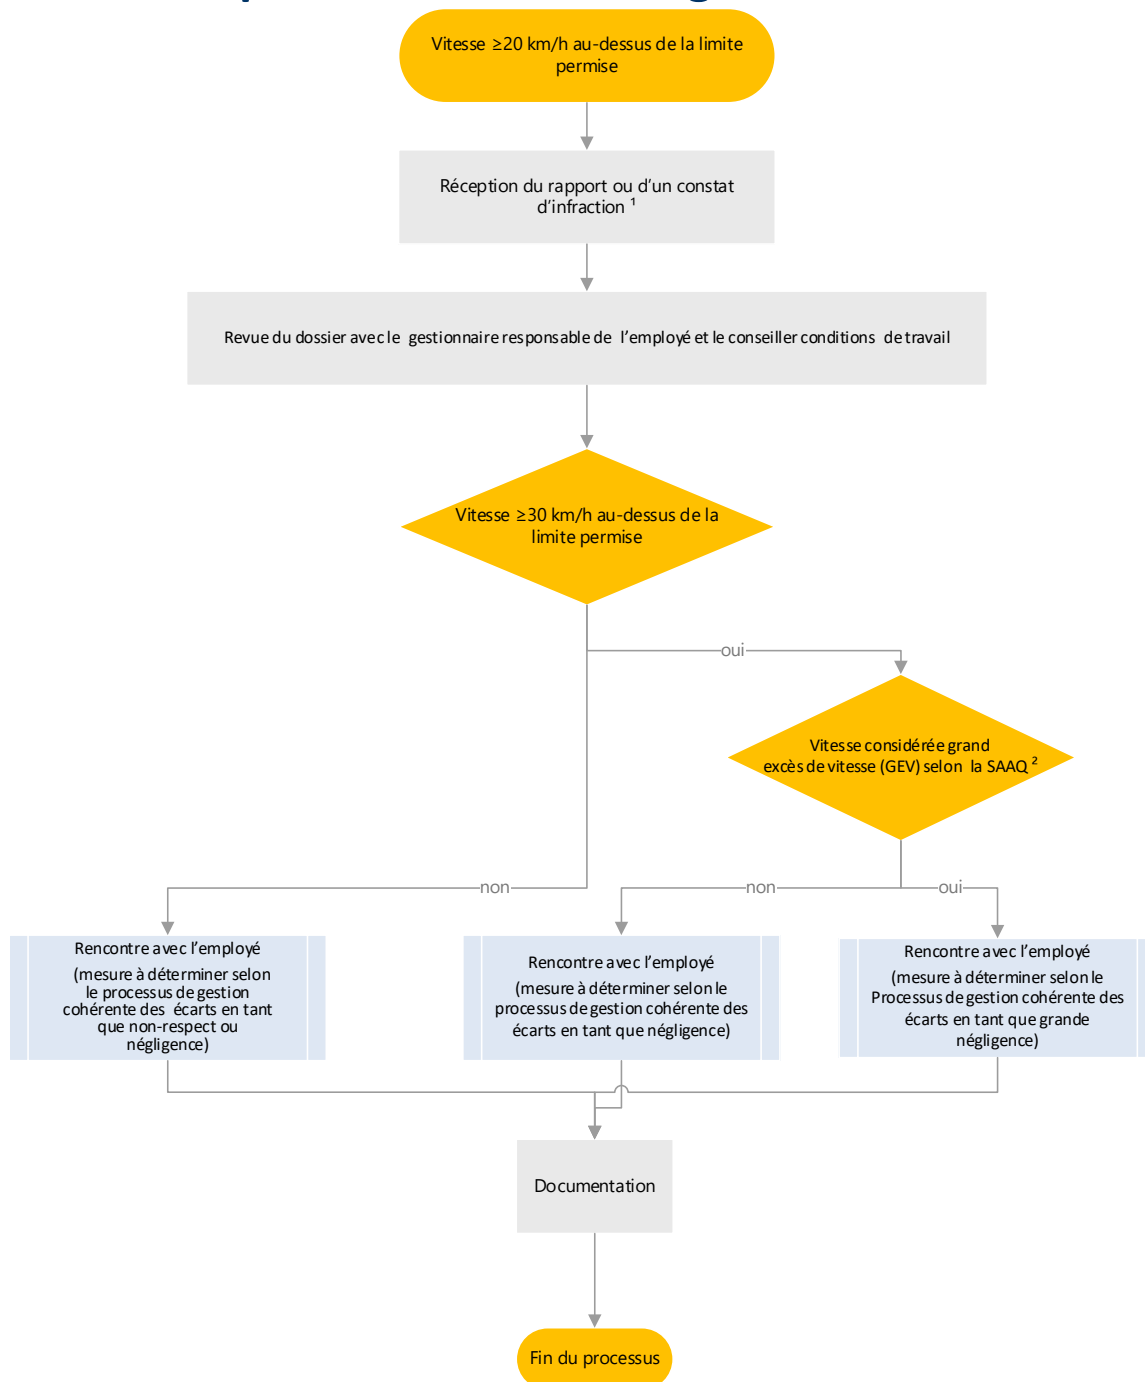 Vitesse ≥20 km/h au-dessus de la limite
permise
Réception du rapport ou d’un constat
d’infraction ¹
Revue du dossier avec le gestionnaire responsable de l’employé et le conseiller conditions de travail
Vitesse ≥30 km/h au-dessus de la
limite permise
oui
Vitesse considérée grand
excès de vitesse (GEV) selon la SAAQ ²
non
non
oui
Rencontre avec l’employé
(mesure à déterminer selon
le processus de gestion
cohérente des écarts en tant
que non-respect ou
négligence)
Rencontre avec l’employé
(mesure à déterminer selon le
processus de gestion cohérente des
écarts en tant que négligence)
Rencontre avec l’employé
(mesure à déterminer selon le
Processus de gestion cohérente des
écarts en tant que grande
négligence)
Documentation
Fin du processus